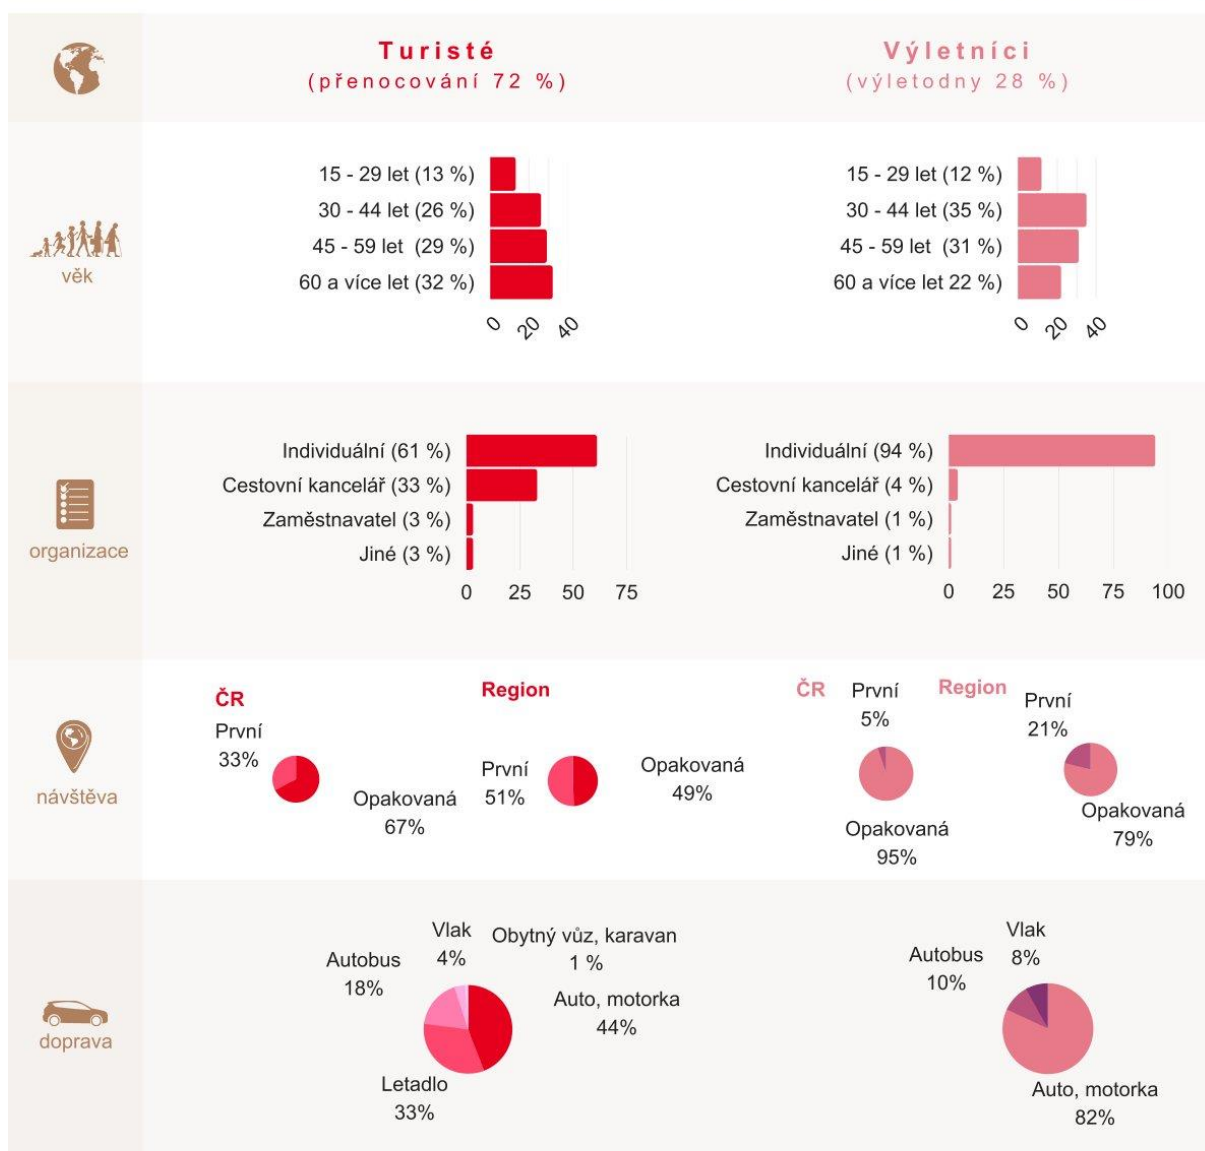 Turisté
(přenocování 72 %)
Výletníci
(výletodny 28 %)
věk
15 - 29 let (13 %)
30 - 44 let (26 %)
45 - 59 let (29 %)
60 a více let (32 %)
0 20 40
15 - 29 let (12 %)
30 - 44 let (35 %)
45 - 59 let (31 %)
60 a více let 22 %)
0 20 40
organizace
Individuální (61 %)
Cestovní kancelář (33 %)
Zaměstnavatel (3 %)
Jiné (3 %)
0 25 50 75
Individuální (94 %)
Cestovní kancelář (4 %)
Zaměstnavatel (1 %)
Jiné (1 %)
0 25 50 75 100
návštěva
ČR
První
33%
Opakovaná
67%
Region
První
51%
Opakovaná
49%
ČR
První
5%
Opakovaná
95%
Region
První
21%
Opakovaná
79%
doprava
Vlak
4%
Obytný vůz, karavan
1 %
Autobus
18%
Auto, motorka
44%
Letadlo
33%
Vlak
8%
Autobus
10%
Auto, motorka
82%